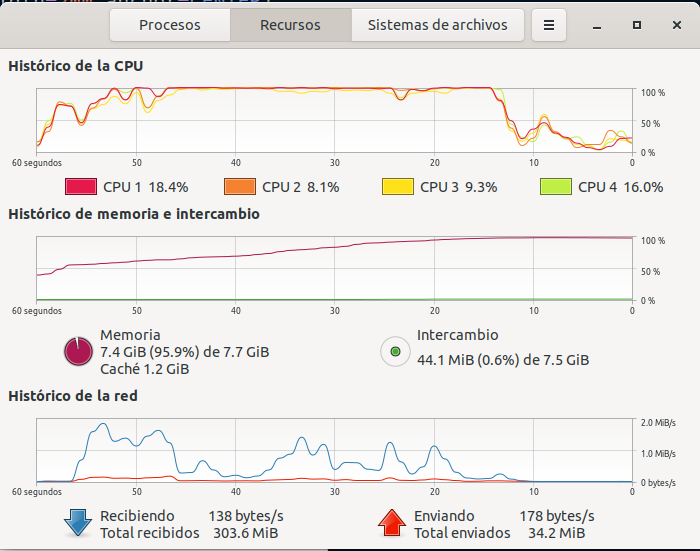 Procesos Recursos Sistemas de archivos
Histórico de la CPU
100 %
50 %
0 %
60 segundos 50 40 30 20 10 0
CPU 1 18.4% CPU 2 8.1% CPU 3 9.3% CPU 4 16.0%
Histórico de memoria e intercambio
100 %
50 %
0 %
60 segundos 50 40 30 20 10 0
Memoria
7.4 GiB (95.9%) de 7.7 GiB
Caché 1.2 GiB
Intercambio
44.1 MiB (0.6%) de 7.5 GiB
Histórico de la red
2.0 MiB/s
1.0 MiB/s
0 bytes/s
60 segundos 50 40 30 20 10 0
Recibiendo 138 bytes/s
Total recibidos 303.6 MiB
Enviando 178 bytes/s
Total enviados 34.2 MiB